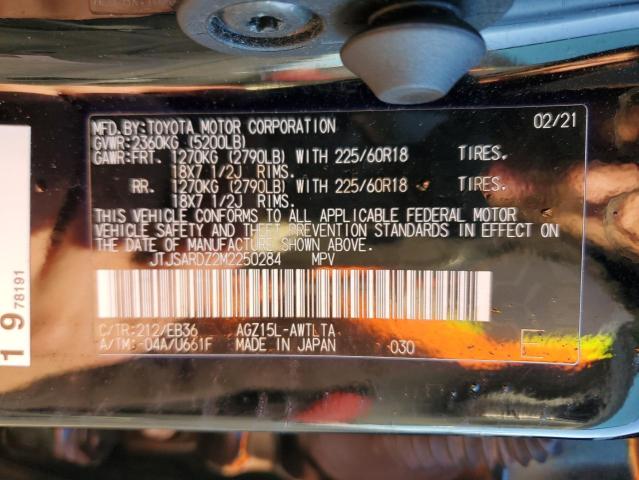 MFD.BY:TOYOTA MOTOR CORPORATION 02/21
GVWR:2360KG (5200LB)
GAWR:FRT. 1270KG (2790LB) WITH 225/60R18 TIRES.
18X7 1/2J RIMS.
RR. 1270KG (2790LB) WITH 225/60R18 TIRES.
18X7 1/2J RIMS.
THIS VEHICLE CONFORMS TO ALL APPLICABLE FEDERAL MOTOR
VEHICLE SAFETY AND THEFT PREVENTION STANDARDS IN EFFECT ON
THE DATE OF MANUFACTURE SHOWN ABOVE.
JTJSARDZ2M2250284 MPV
C/TR:212/EB36 AGZ15L-AWTLTA
A/TM:-04A/U661F MADE IN JAPAN 030 E
19 78191